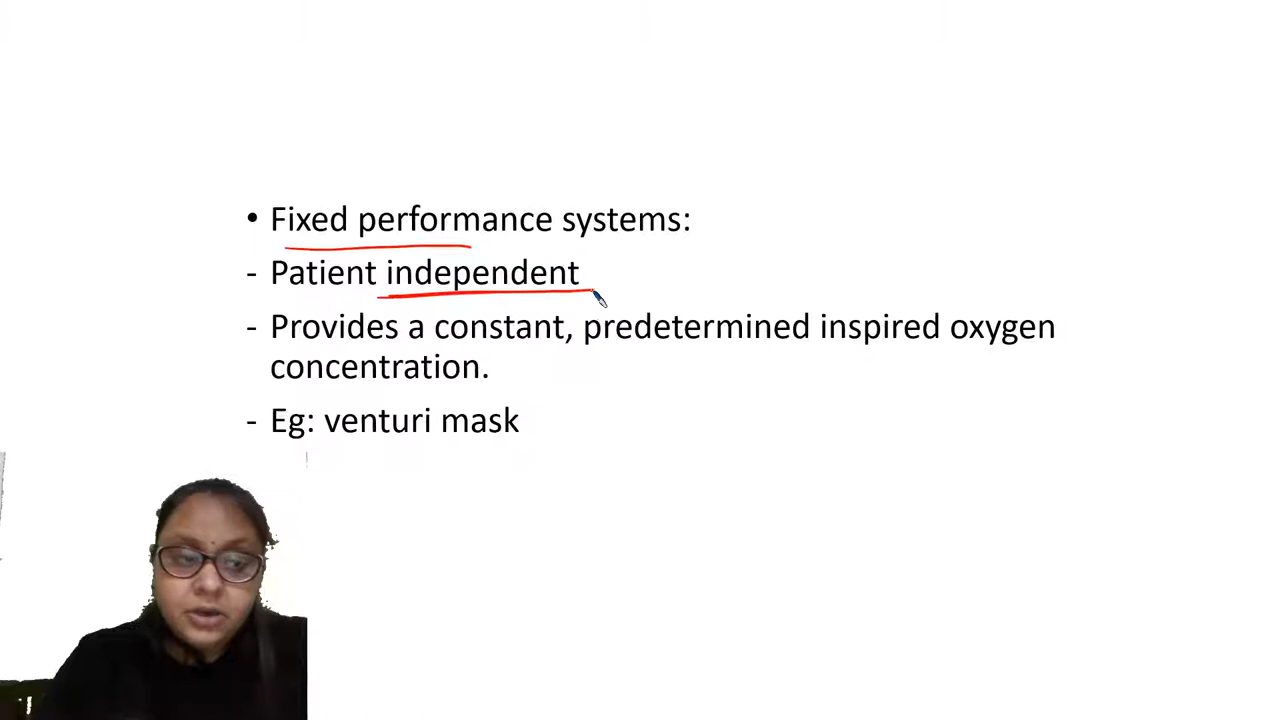 • Fixed performance systems:
- Patient independent
- Provides a constant, predetermined inspired oxygen
concentration.
- Eg: venturi mask